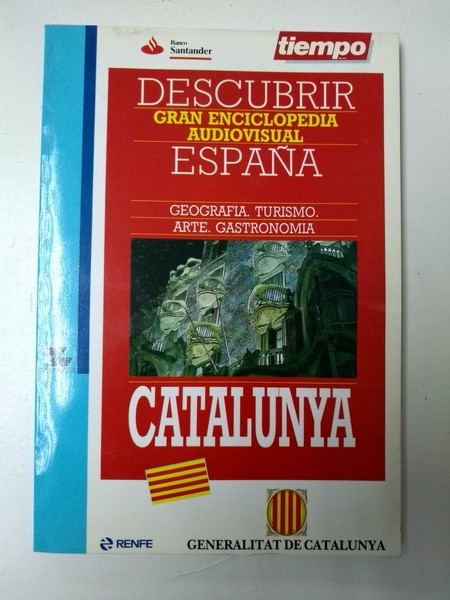 Banco
Santander
tiempo
DESCUBRIR
GRAN ENCICLOPEDIA
AUDIOVISUAL
ESPAÑA
GEOGRAFIA. TURISMO.
ARTE. GASTRONOMIA
CATALUNYA
RENFE
GENERALITAT DE CATALUNYA